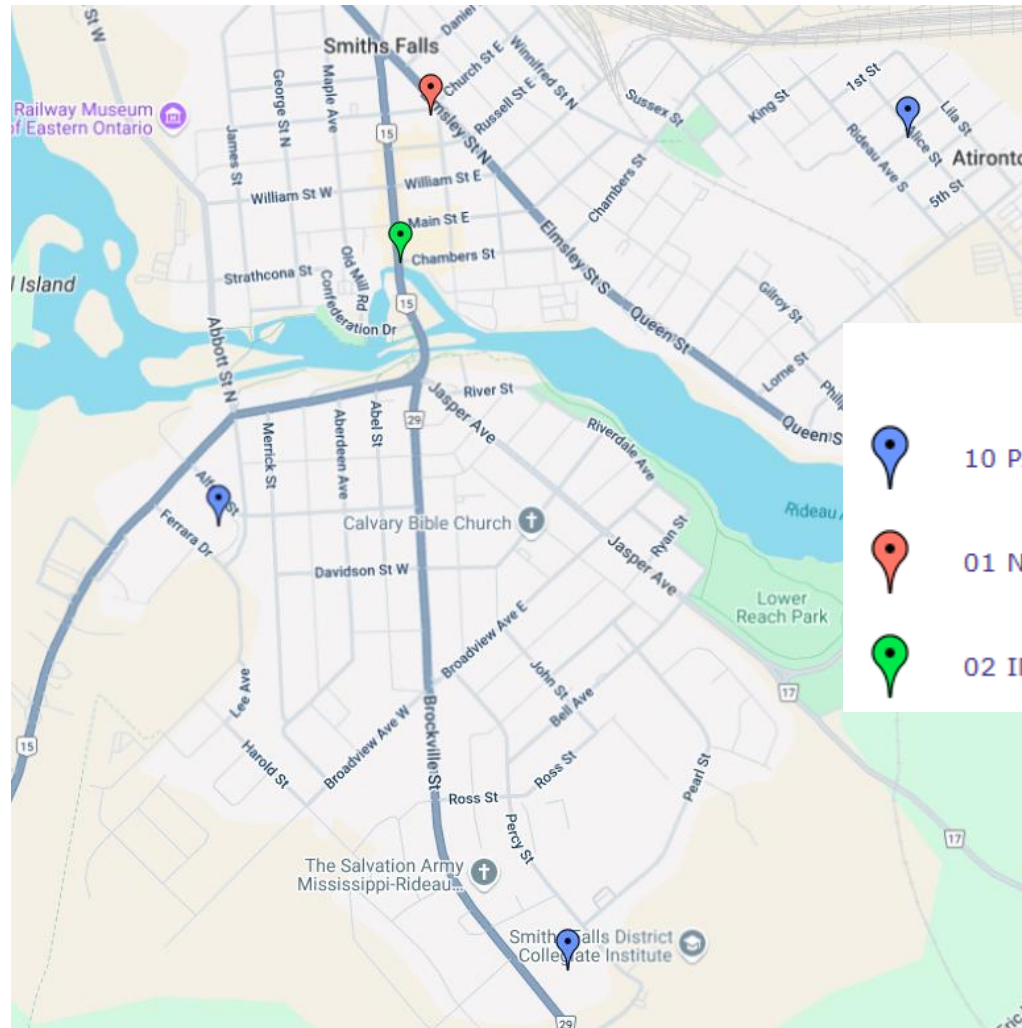 St W
Smiths Falls
Daniel
Winnifred St N
Church St E
Russell St E
Elmsley St N
Maple Ave
George St N
James St
Railway Museum
of Eastern Ontario
15
Sussex St
King St
1st St
Lila St
Alice St
Rideau Ave S
5th St
William St W
William St E
Main St E
Chambers St
Chambers St
Strathcona St
Old Mill Rd
Confederation Dr
Island
15
Elmsley St S
Queen St
Gilroy St
Lorne St
Queen S
Abbott St N
River St
Jasper Ave
29
Riverdale Ave
Abel St
Aberdeen Ave
Merrick St
Ferrara Dr
Calvary Bible Church
Ryan St
Rideau
Jasper Ave
Davidson St W
Lower
Reach Park
10 P
01 N
02
Broadview Ave E
John St
Bell Ave
17
Lee Ave
Brockville St
Broadview Ave W
Harold St
15
Ross St
Ross St
Pearl St
Percy St
17
The Salvation Army
Mississippi-Rideau...
Smiths Falls District
Collegiate Institute
29